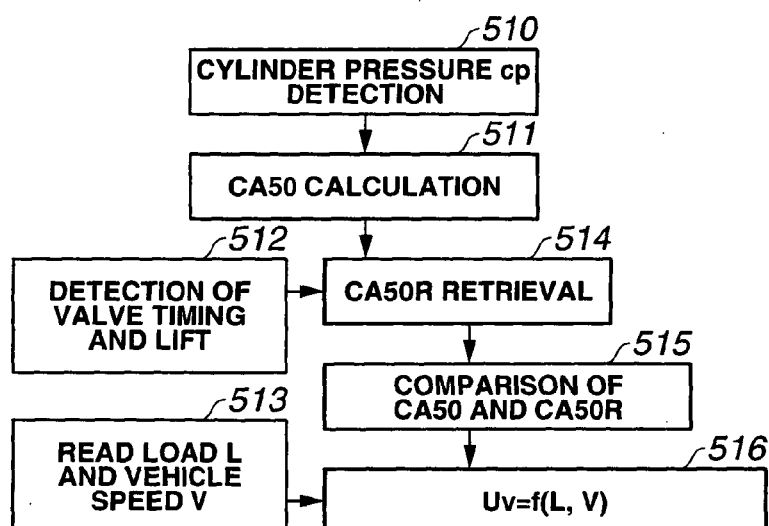 510
CYLINDER PRESSURE cp
DETECTION
511
CA50 CALCULATION
512
DETECTION OF
VALVE TIMING
AND LIFT
514
CA50R RETRIEVAL
515
COMPARISON OF
CA50 AND CA50R
513
READ LOAD L
AND VEHICLE
SPEED V
516
Uv=f(L, V)